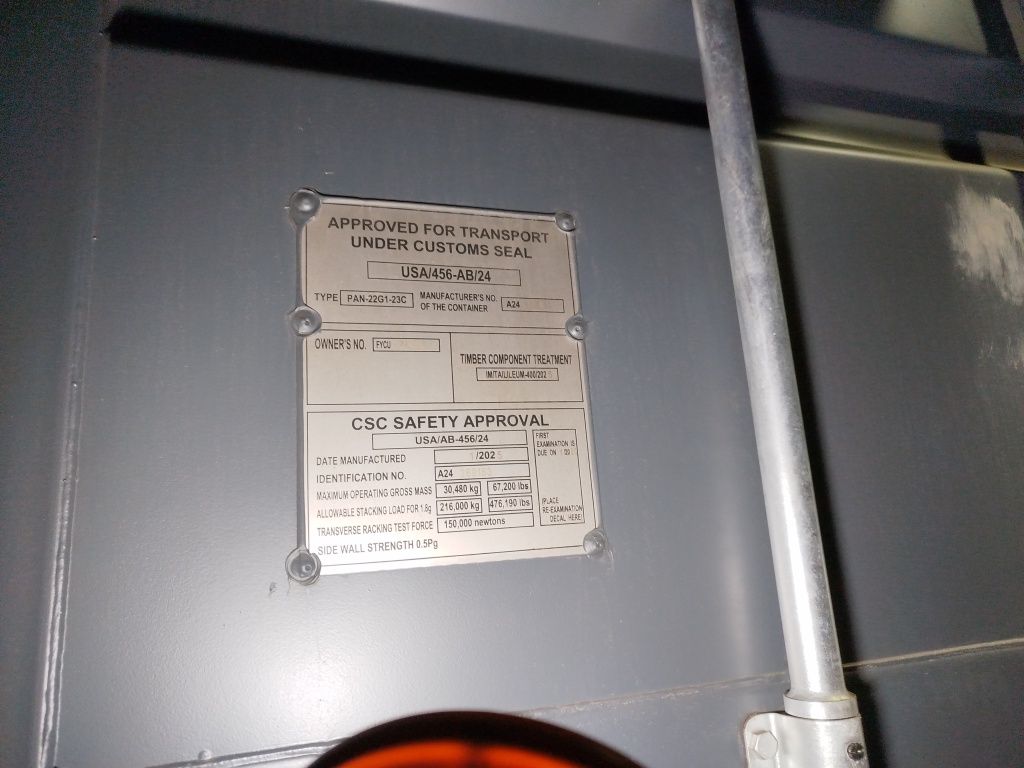 APPROVED FOR TRANSPORT
UNDER CUSTOMS SEAL
USA/456-AB/24
TYPE PAN-22G1-23C MANUFACTURER'S NO. OF THE CONTAINER A24
OWNER'S NO. FYCU
TIMBER COMPONENT TREATMENT
CSC SAFETY APPROVAL
USA/AB-456/24
DATE MANUFACTURED 1/2025
IDENTIFICATION NO. A24
MAXIMUM OPERATING GROSS MASS 30,480 kg 67,200 lbs
ALLOWABLE STACKING LOAD FOR 1.8g 216,000 kg 476,190 lbs
TRANSVERSE RACKING TEST FORCE 150,000 newtons
SIDE WALL STRENGTH 0.5Pg
FIRST
EXAMINATION IS
DUE ON
(PLACE
RE-EXAMINATION
DECAL HERE)